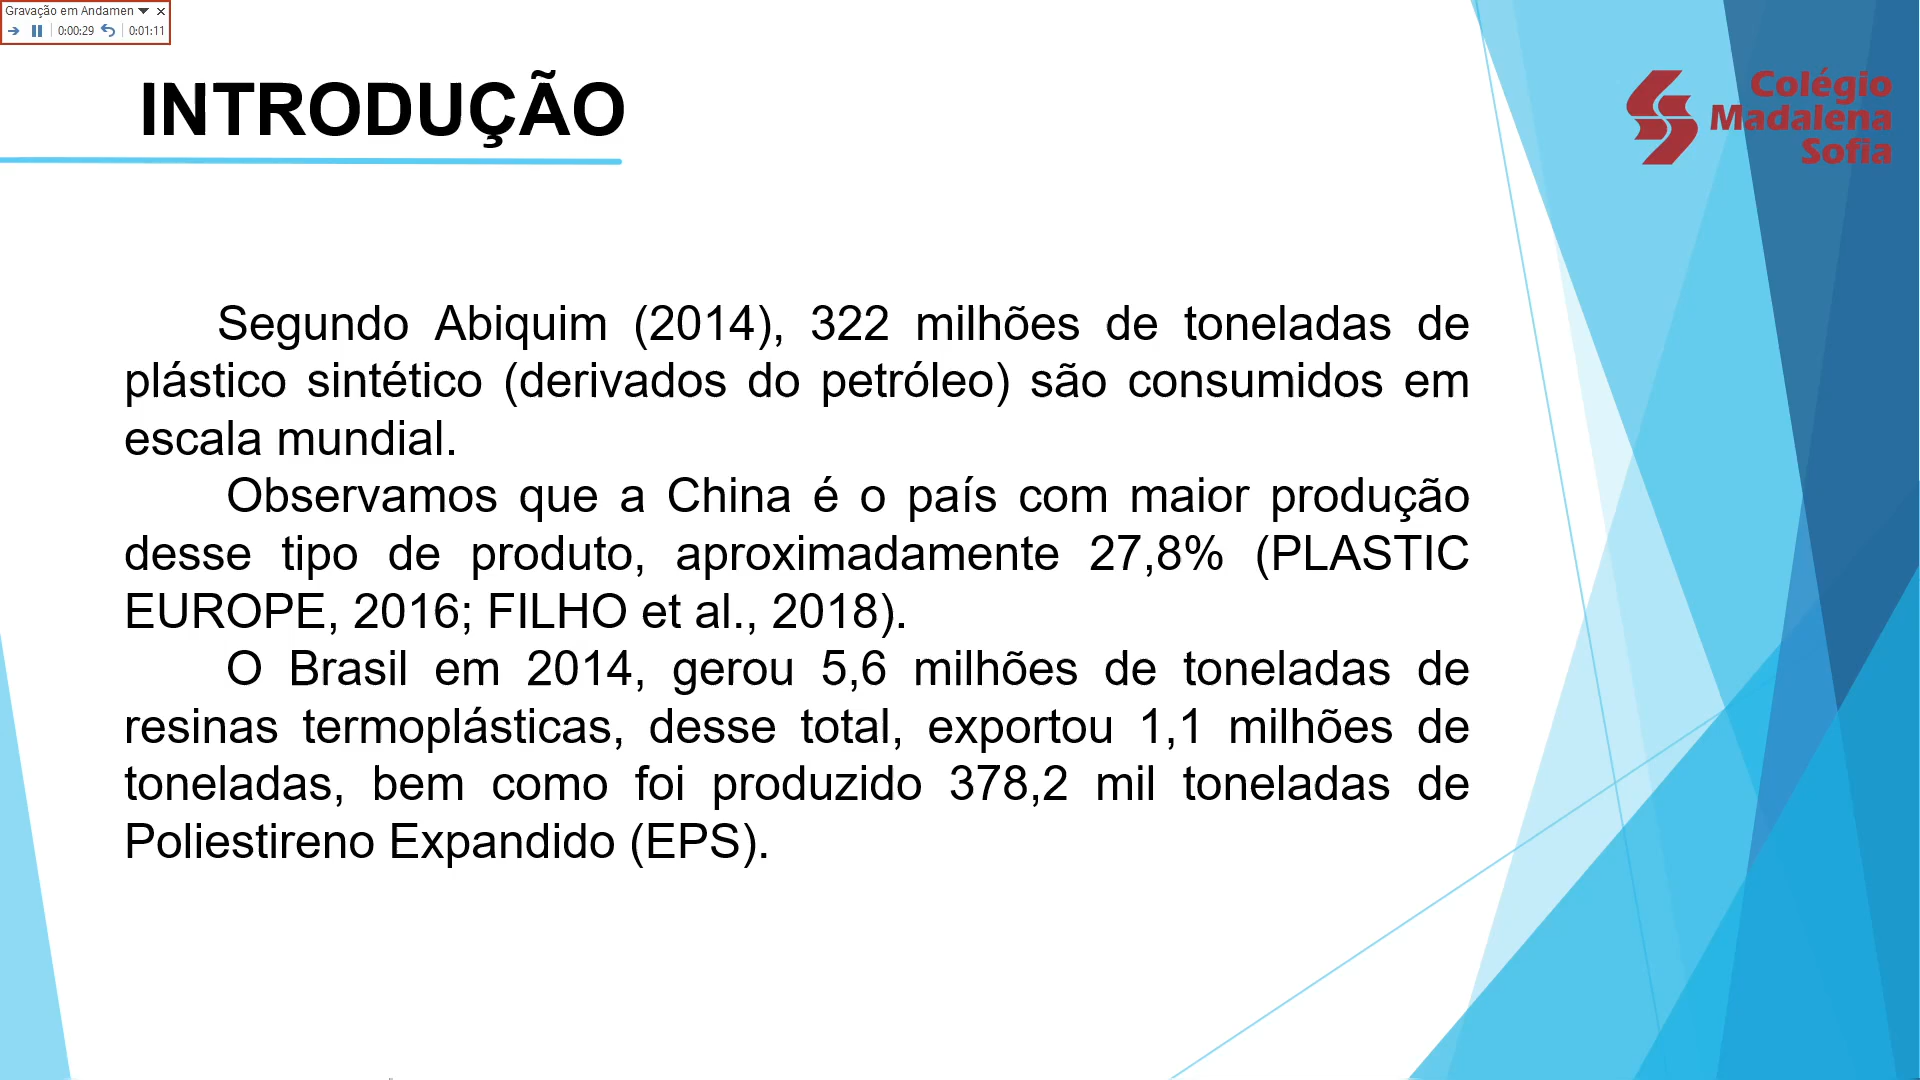 Gravação em Andamen
0:00:29 0:01:11
INTRODUÇÃO
Colégio
Madalena
Sofia
Segundo Abiquim (2014), 322 milhões de toneladas de
plástico sintético (derivados do petróleo) são consumidos em
escala mundial.
Observamos que a China é o país com maior produção
desse tipo de produto, aproximadamente 27,8% (PLASTIC
EUROPE, 2016; FILHO et al., 2018).
O Brasil em 2014, gerou 5,6 milhões de toneladas de
resinas termoplásticas, desse total, exportou 1,1 milhões de
toneladas, bem como foi produzido 378,2 mil toneladas de
Poliestireno Expandido (EPS).